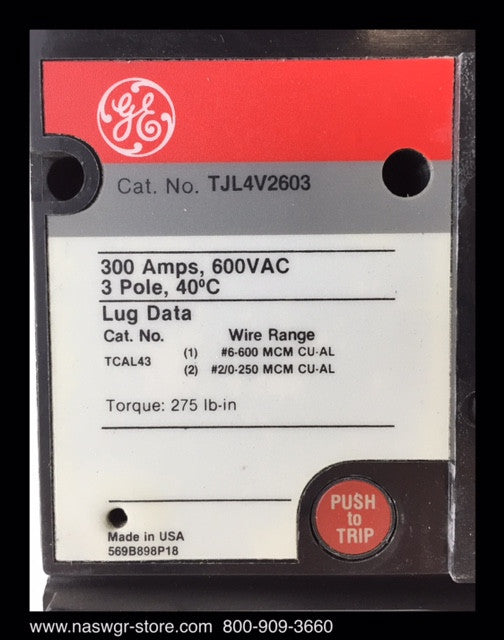 GE
Cat. No. TJL4V2603
300 Amps, 600VAC
3 Pole, 40ºC
Lug Data
Cat. No. Wire Range
TCAL43 (1) #6-600 MCM CU-AL
(2) #2/0-250 MCM CU-AL
Torque: 275 lb-in
PUSH
to
TRIP
Made in USA
569B898P18
www.naswgr-store.com 800-909-3660